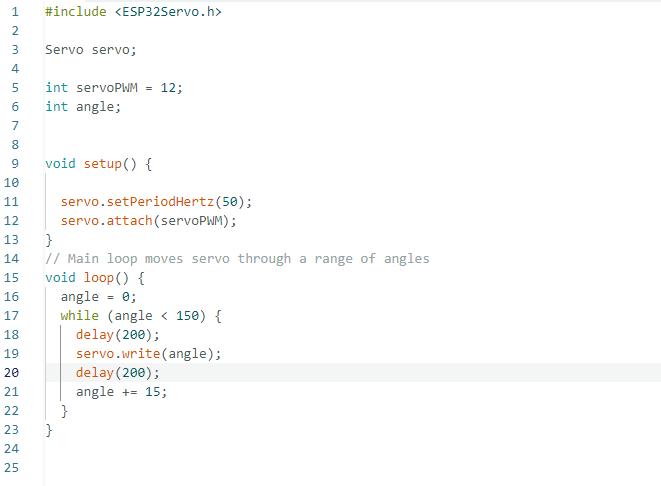 1 #include <ESP32Servo.h>
2
3 Servo servo;
4
5 int servoPWM = 12;
6 int angle;
7
8
9 void setup() {
10
11   servo.setPeriodHertz(50);
12   servo.attach(servoPWM);
13 }
14 // Main loop moves servo through a range of angles
15 void loop() {
16   angle = 0;
17   while (angle < 150) {
18     delay(200);
19     servo.write(angle);
20     delay(200);
21     angle += 15;
22   }
23 }
24
25